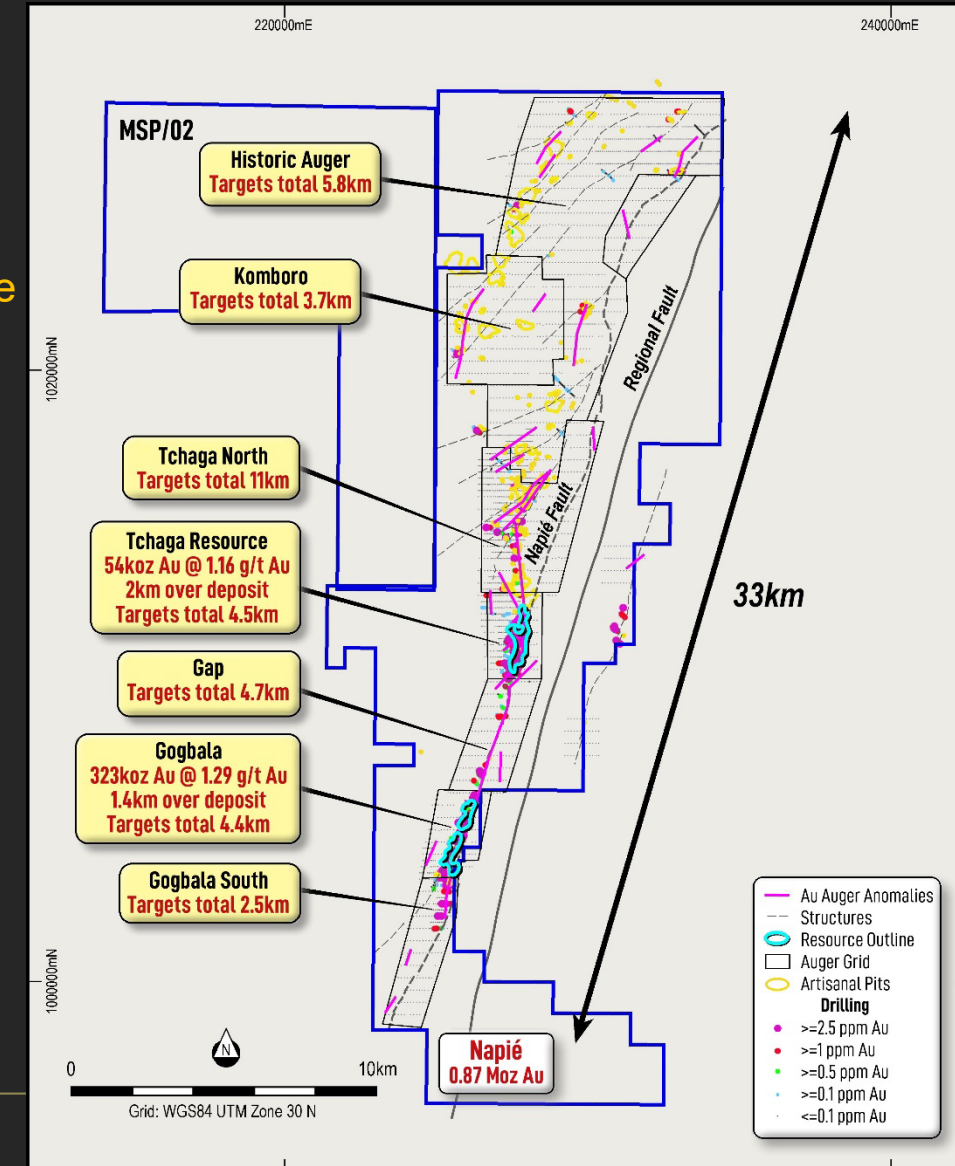 220000mE
240000mE
MSP/02
Historic Auger
Targets total 5.8km
Komboro
Targets total 3.7km
e
1020000mN
Regional Fault
Tchaga North
Targets total 11km
Napié Fault
Tchaga Resource
54koz Au @ 1.16 g/t Au
2km over deposit
Targets total 4.5km
33km
Gap
Targets total 4.7km
Gogbala
323koz Au @ 1.29 g/t Au
1.4km over deposit
Targets total 4.4km
Gogbala South
Targets total 2.5km
1000000mN
Au Auger Anomalies
Structures
Resource Outline
Auger Grid
Artisanal Pits
Drilling
>=2.5 ppm Au
>=1 ppm Au
>=0.5 ppm Au
>=0.1 ppm Au
<=0.1 ppm Au
N
0
10km
Grid: WGS84 UTM Zone 30 N
Napié
0.87 Moz Au